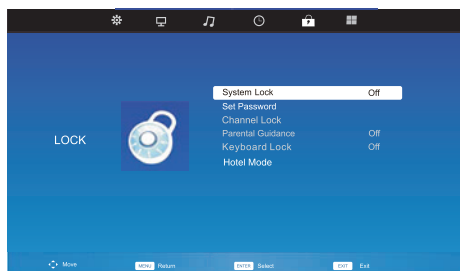 System Lock Off
Set Password
Channel Lock
Parental Guidance Off
Keyboard Lock Off
Hotel Mode
LOCK
Move MENU Return ENTER Select EXIT Exit